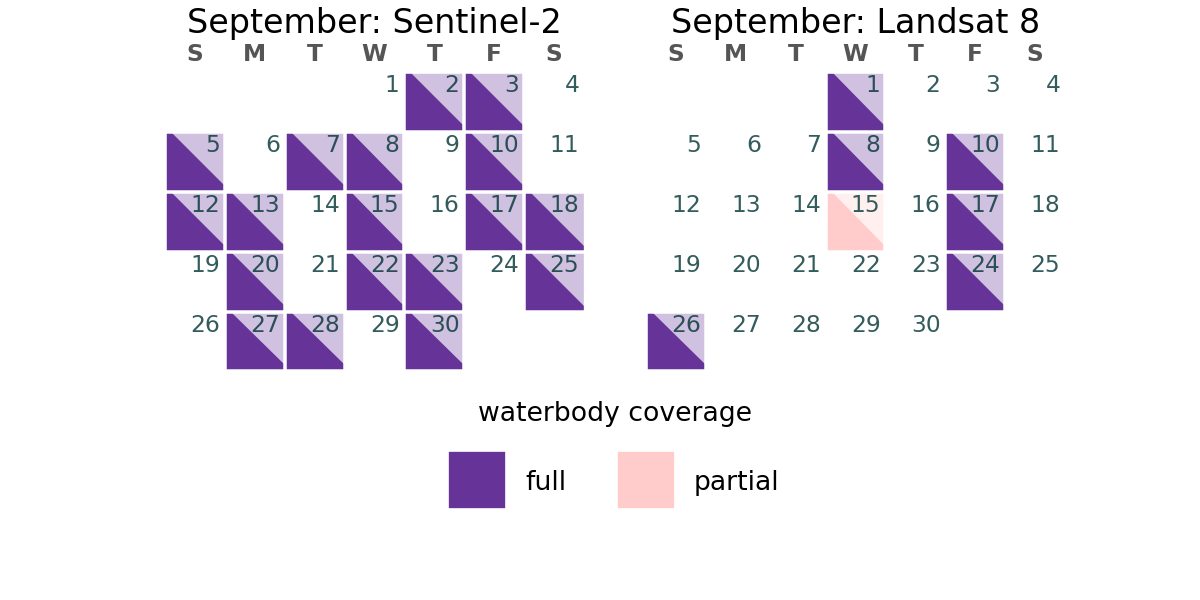 September: Sentinel-2
S M T W T F S
1 2 3 4
5 6 7 8 9 10 11
12 13 14 15 16 17 18
19 20 21 22 23 24 25
26 27 28 29 30
September: Landsat 8
S M T W T F S
1 2 3 4
5 6 7 8 9 10 11
12 13 14 15 16 17 18
19 20 21 22 23 24 25
26 27 28 29 30
waterbody coverage
full partial